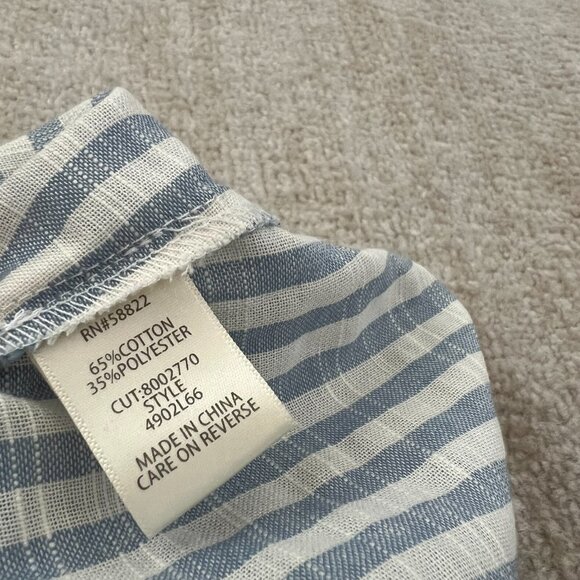 RN#58822
65%COTTON
35%POLYESTER
CUT:8002770
STYLE
4902L66
MADE IN CHINA
CARE ON REVERSE